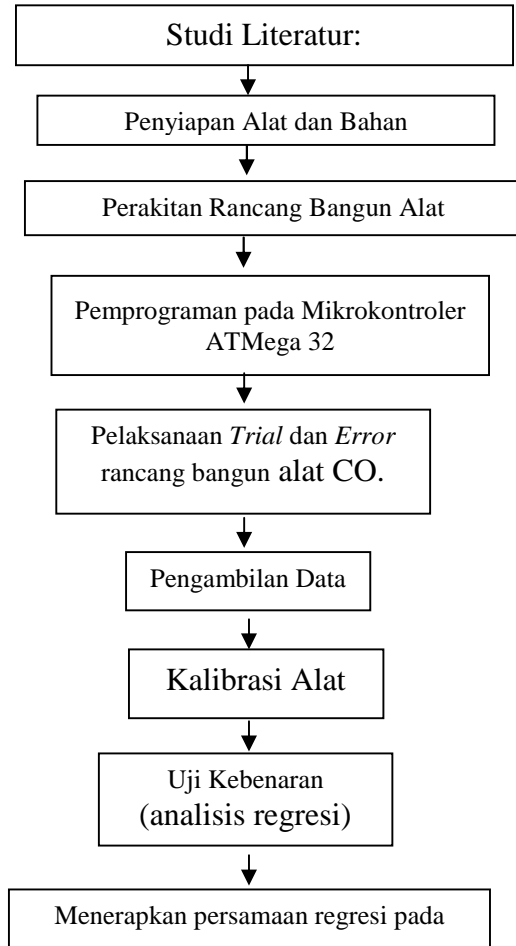 Studi Literatur:
Penyiapan Alat dan Bahan
Perakitan Rancang Bangun Alat
Pemprograman pada Mikrokontroler
ATMega 32
Pelaksanaan Trial dan Error
rancang bangun alat CO.
Pengambilan Data
Kalibrasi Alat
Uji Kebenaran
(analisis regresi)
Menerapkan persamaan regresi pada